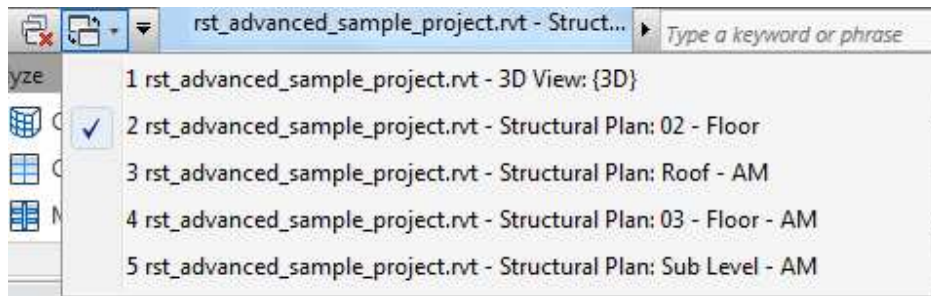 rst_advanced_sample_project.rvt - Struct...
Type a keyword or phrase
yze
1 rst_advanced_sample_project.rvt - 3D View: {3D}
C
2 rst_advanced_sample_project.rvt - Structural Plan: 02 - Floor
C
3 rst_advanced_sample_project.rvt - Structural Plan: Roof - AM
M
4 rst_advanced_sample_project.rvt - Structural Plan: 03 - Floor - AM
5 rst_advanced_sample_project.rvt - Structural Plan: Sub Level - AM